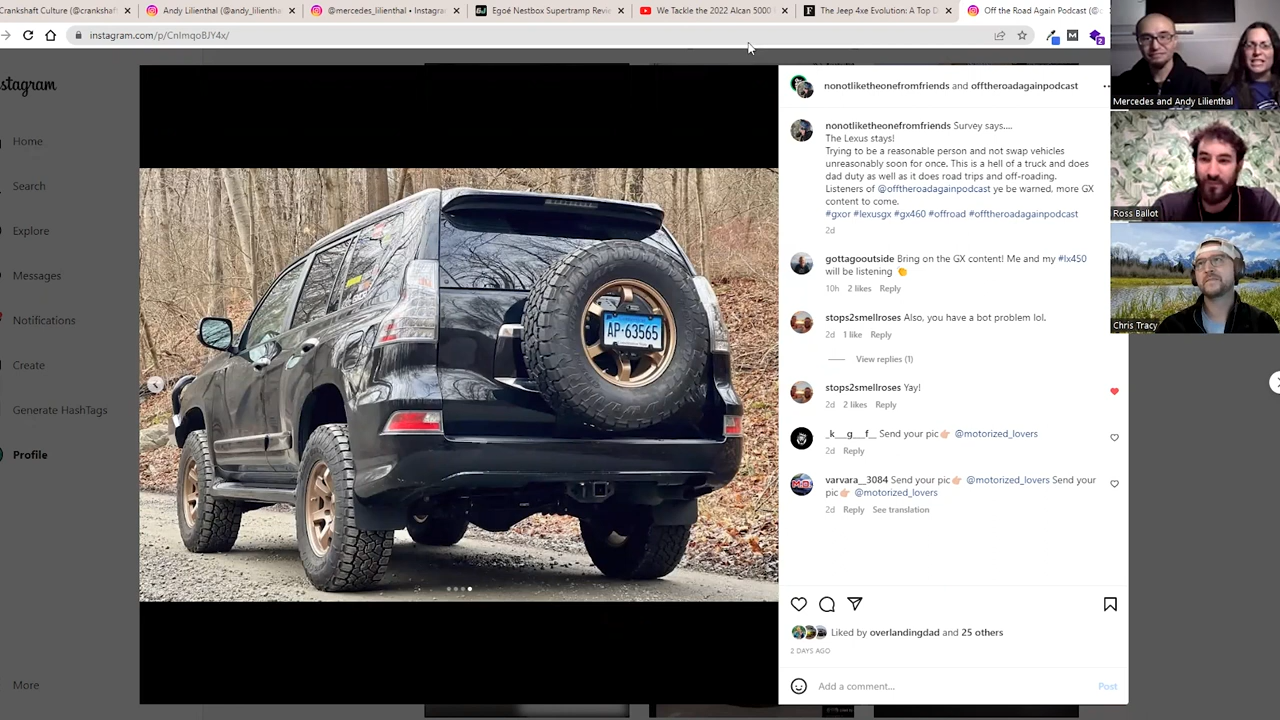 Crankshaft Culture (@crankshaft
Andy Lilienthal (@andy_lilienthal
@mercedes_lilienthal • Instagram
Egoé Nestbox Supertramp Revie
We Tackle the 2022 Alcan 5000
The Jeep 4xe Evolution: A Top D
Off the Road Again Podcast (@o
instagram.com/p/CnImqoBJY4x/
stagram
Home
Search
Explore
Messages
Notifications
Create
Generate HashTags
Profile
More
AP·63565
nonotliketheonefromfriends and offtheroadagainpodcast
nonotliketheonefromfriends Survey says....
The Lexus stays!
Trying to be a reasonable person and not swap vehicles
unreasonably soon for once. This is a hell of a truck and does
dad duty as well as it does road trips and off-roading.
Listeners of @offtheroadagainpodcast ye be warned, more GX
content to come.
#gxor #lexusgx #gx460 #offroad #offtheroadagainpodcast
2d
gottagooutside Bring on the GX content! Me and my #lx450
will be listening 👏
10h 2 likes Reply
stops2smellroses Also, you have a bot problem lol.
2d 1 like Reply
View replies (1)
stops2smellroses Yay!
2d 2 likes Reply
_k___g___f__ Send your pic👉🏼 @motorized_lovers
2d Reply
varvara__3084 Send your pic👉🏼 @motorized_lovers Send your
pic👉🏼 @motorized_lovers
2d Reply See translation
Liked by overlandingdad and 25 others
2 DAYS AGO
Add a comment...
Post
Mercedes and Andy Lilienthal
Ross Ballot
Chris Tracy